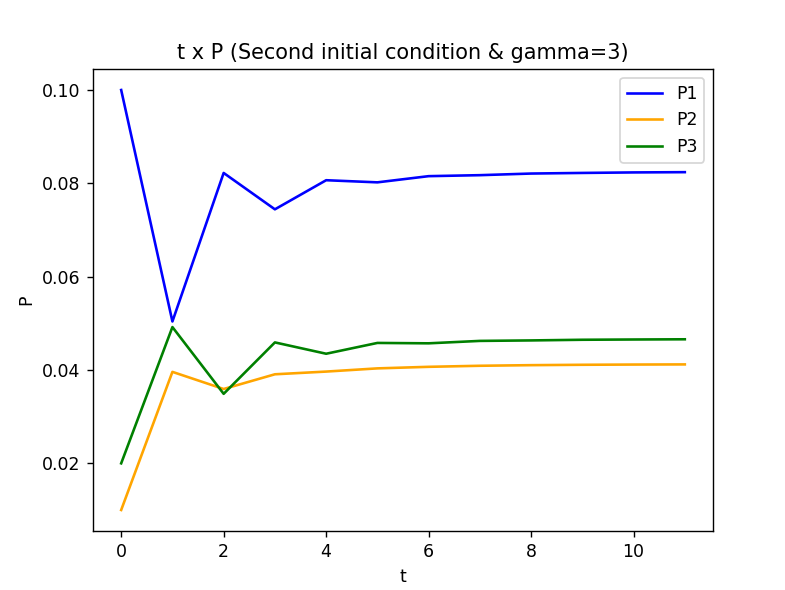 t x P (Second initial condition & gamma=3)
P1
P2
P3
0.10
0.08
0.06
0.04
0.02
P
0 2 4 6 8 10
t